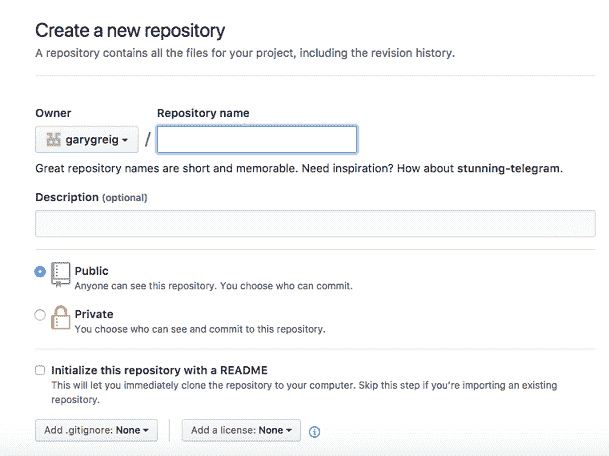 Create a new repository
A repository contains all the files for your project, including the revision history.
Owner
Repository name
garygreig
/
Great repository names are short and memorable. Need inspiration? How about stunning-telegram.
Description (optional)
Public
Anyone can see this repository. You choose who can commit.
Private
You choose who can see and commit to this repository.
Initialize this repository with a README
This will let you immediately clone the repository to your computer. Skip this step if you're importing an existing
repository.
Add .gitignore: None
Add a license: None